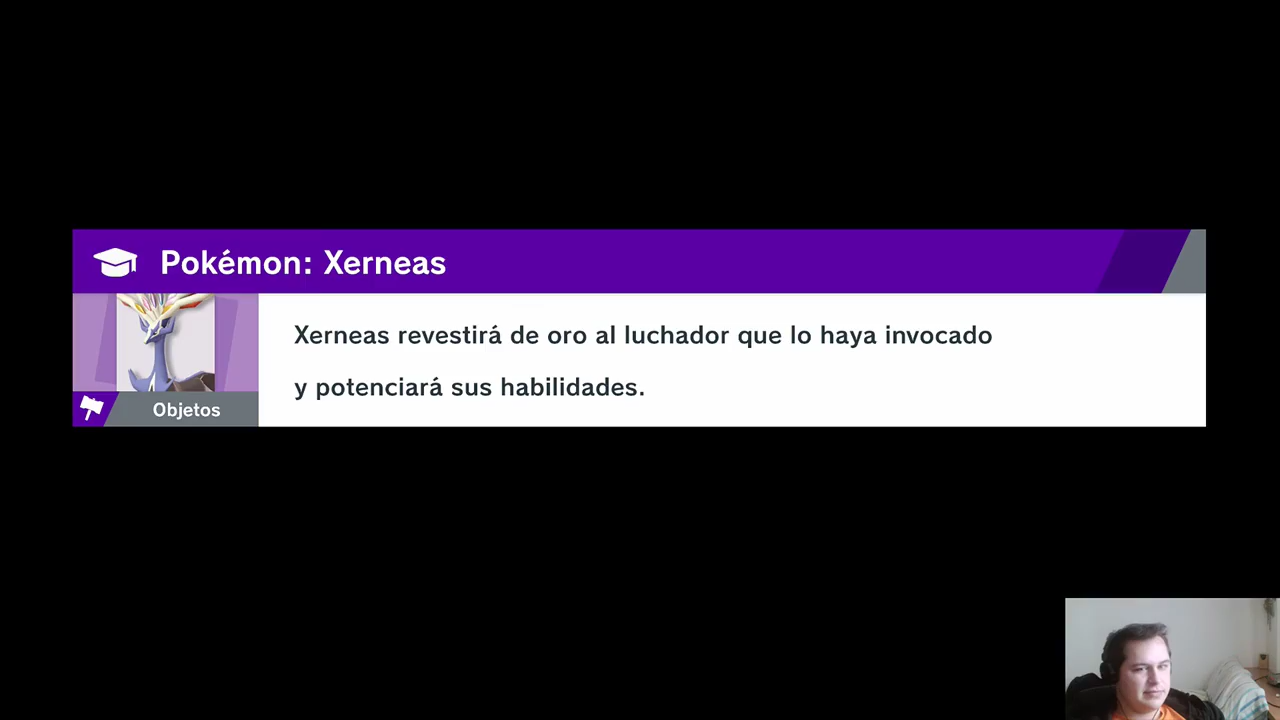 Pokémon: Xerneas
Xerneas revestirá de oro al luchador que lo haya invocado
y potenciará sus habilidades.
Objetos